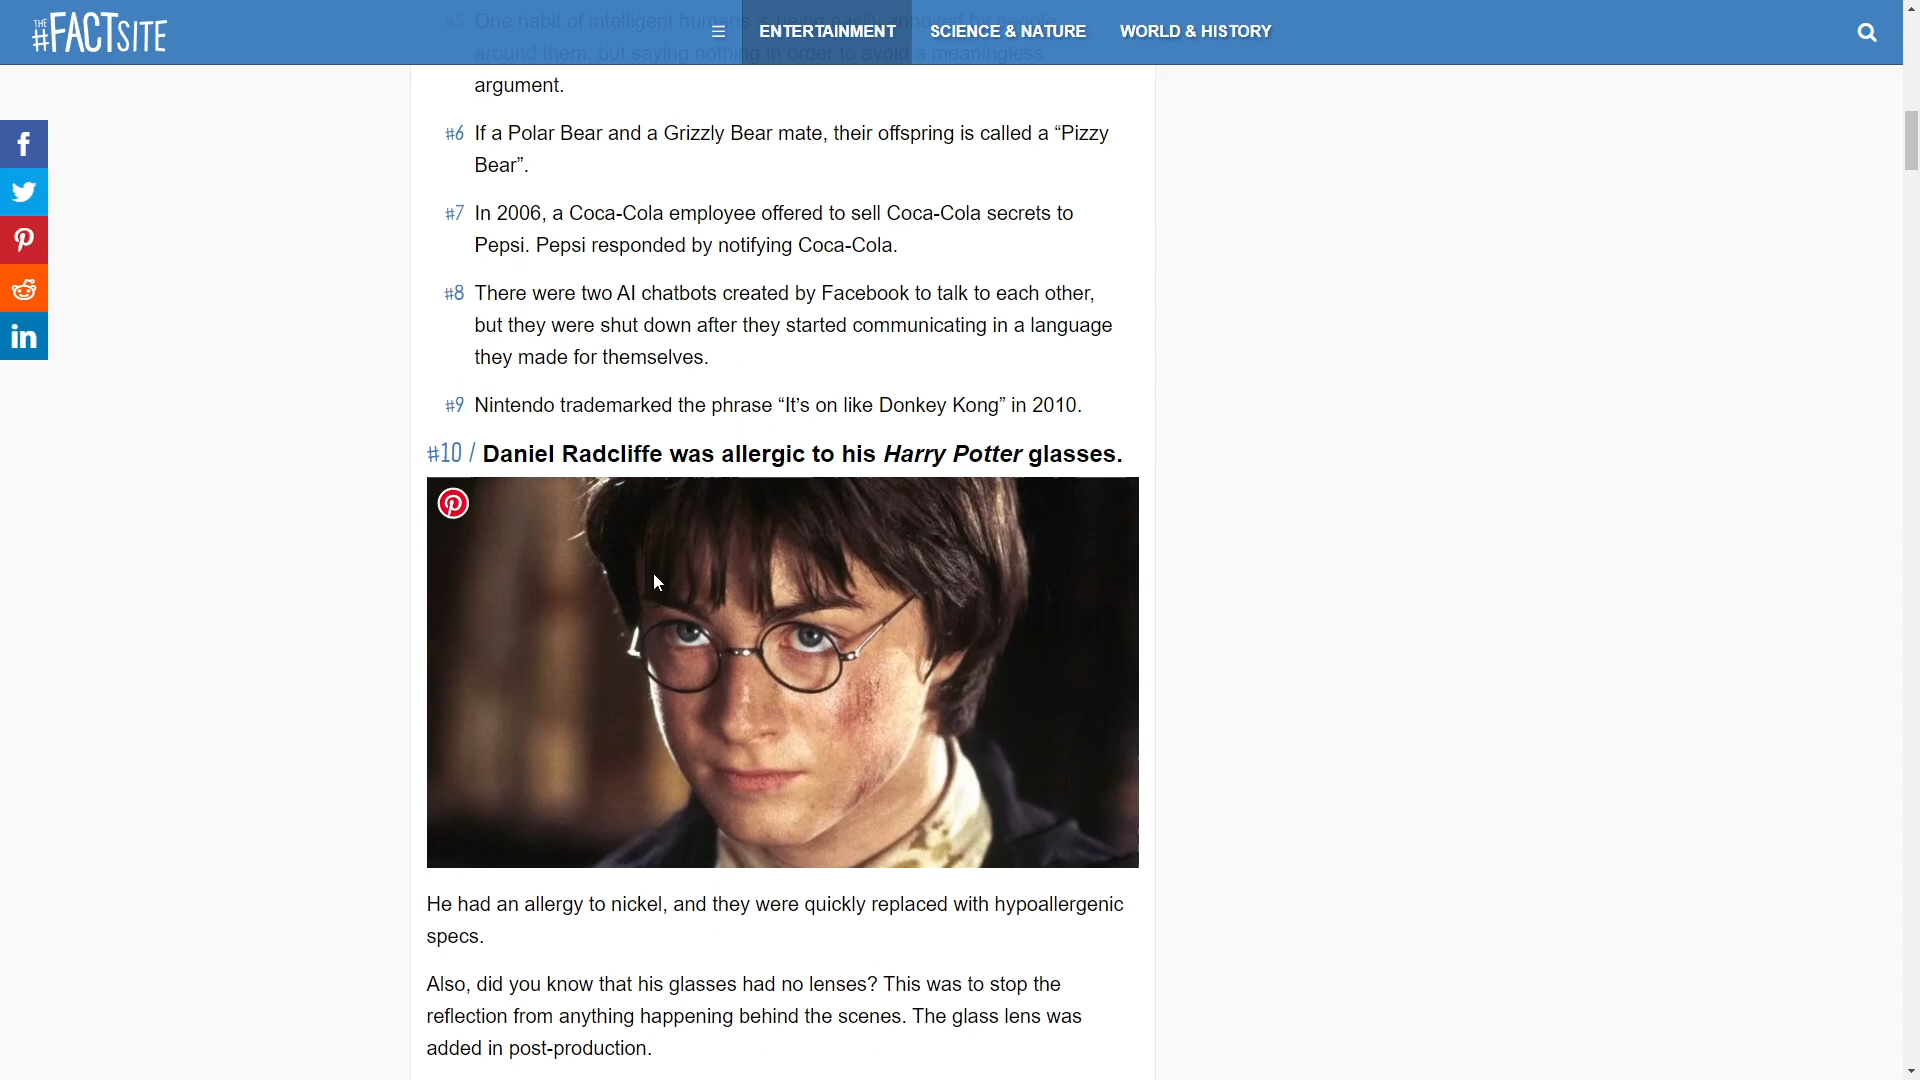 THE #FACTSITE
☰ ENTERTAINMENT SCIENCE & NATURE WORLD & HISTORY
#5 One habit of intelligent humans is being easily annoyed by people
around them, but saying nothing in order to avoid a meaningless
argument.
#6 If a Polar Bear and a Grizzly Bear mate, their offspring is called a “Pizzy
Bear”.
#7 In 2006, a Coca-Cola employee offered to sell Coca-Cola secrets to
Pepsi. Pepsi responded by notifying Coca-Cola.
#8 There were two AI chatbots created by Facebook to talk to each other,
but they were shut down after they started communicating in a language
they made for themselves.
#9 Nintendo trademarked the phrase “It’s on like Donkey Kong” in 2010.
#10 / Daniel Radcliffe was allergic to his Harry Potter glasses.
He had an allergy to nickel, and they were quickly replaced with hypoallergenic
specs.
Also, did you know that his glasses had no lenses? This was to stop the
reflection from anything happening behind the scenes. The glass lens was
added in post-production.